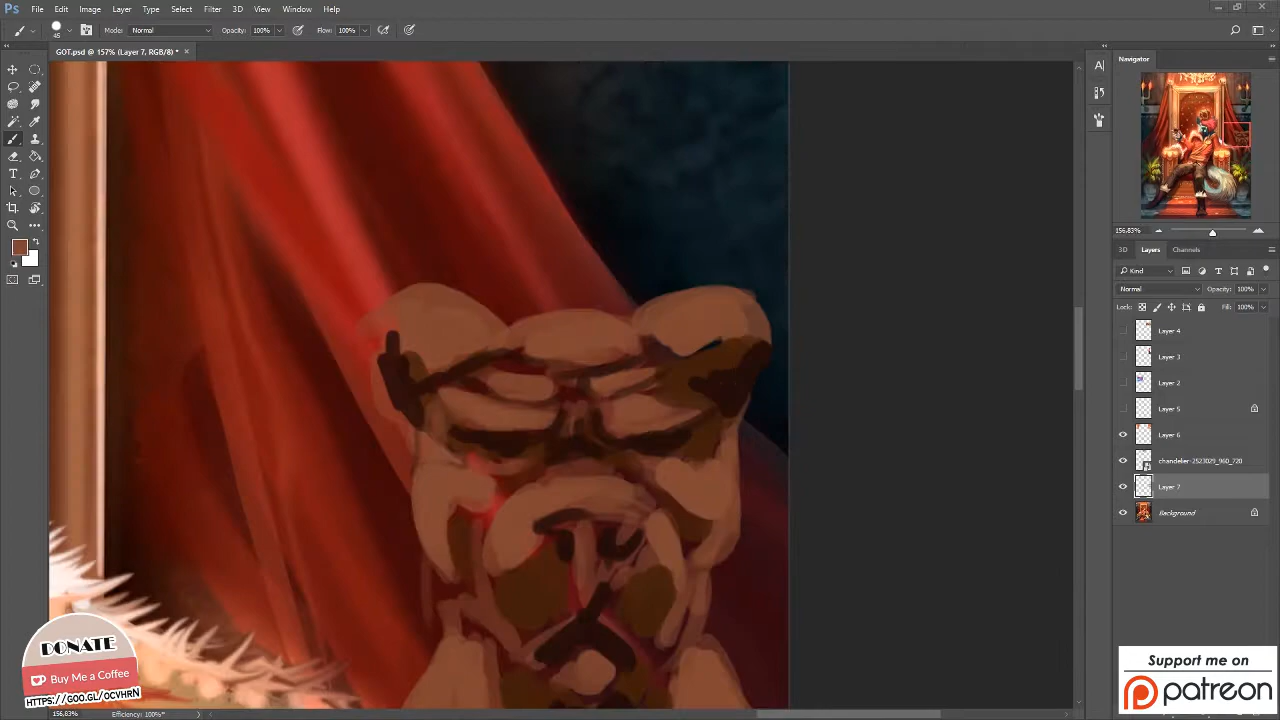 Ps File Edit Image Layer Type Select Filter 3D View Window Help
45 Mode: Normal Opacity: 100% Flow: 100%
GOT.psd @ 157% (Layer 7, RGB/8) * ×
Navigator
156.83%
3D Layers Channels
Kind
Normal Opacity: 100%
Lock: Fill: 100%
Layer 4
Layer 3
Layer 2
Layer 5
Layer 6
chandelier-2523029_960_720
Layer 7
Background
DONATE
Buy Me a Coffee
HTTPS://GOO.GL/OCVHRN
Support me on
patreon
156.83% Efficiency: 100%*